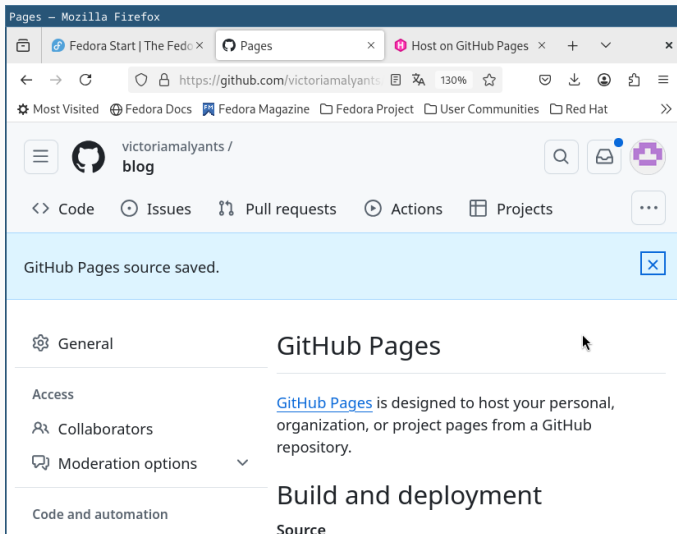 Pages — Mozilla Firefox
Fedora Start | The Fedo
Pages
Host on GitHub Pages
https://github.com/victoriamalyants
130%
Most Visited Fedora Docs Fedora Magazine Fedora Project User Communities Red Hat
victoriamalyants /
blog
Code Issues Pull requests Actions Projects
GitHub Pages source saved.
General
GitHub Pages
Access
Collaborators
Moderation options
Code and automation
GitHub Pages is designed to host your personal,
organization, or project pages from a GitHub
repository.
Build and deployment
Source